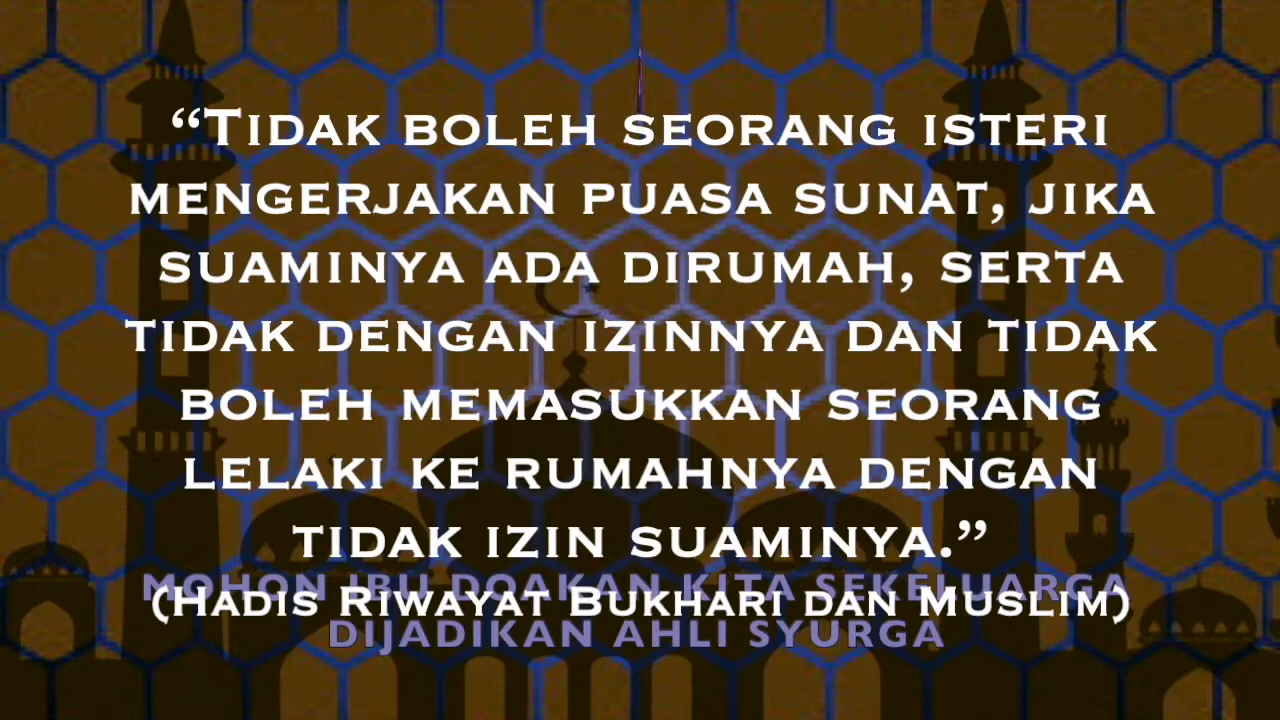 “Tidak boleh seorang isteri
mengerjakan puasa sunat, jika
suaminya ada dirumah, serta
tidak dengan izinnya dan tidak
boleh memasukkan seorang
lelaki ke rumahnya dengan
tidak izin suaminya.”
MOHON IBU DOAKAN KITA SEKELUARGA
(Hadis Riwayat Bukhari dan Muslim)
DIJADIKAN AHLI SYURGA